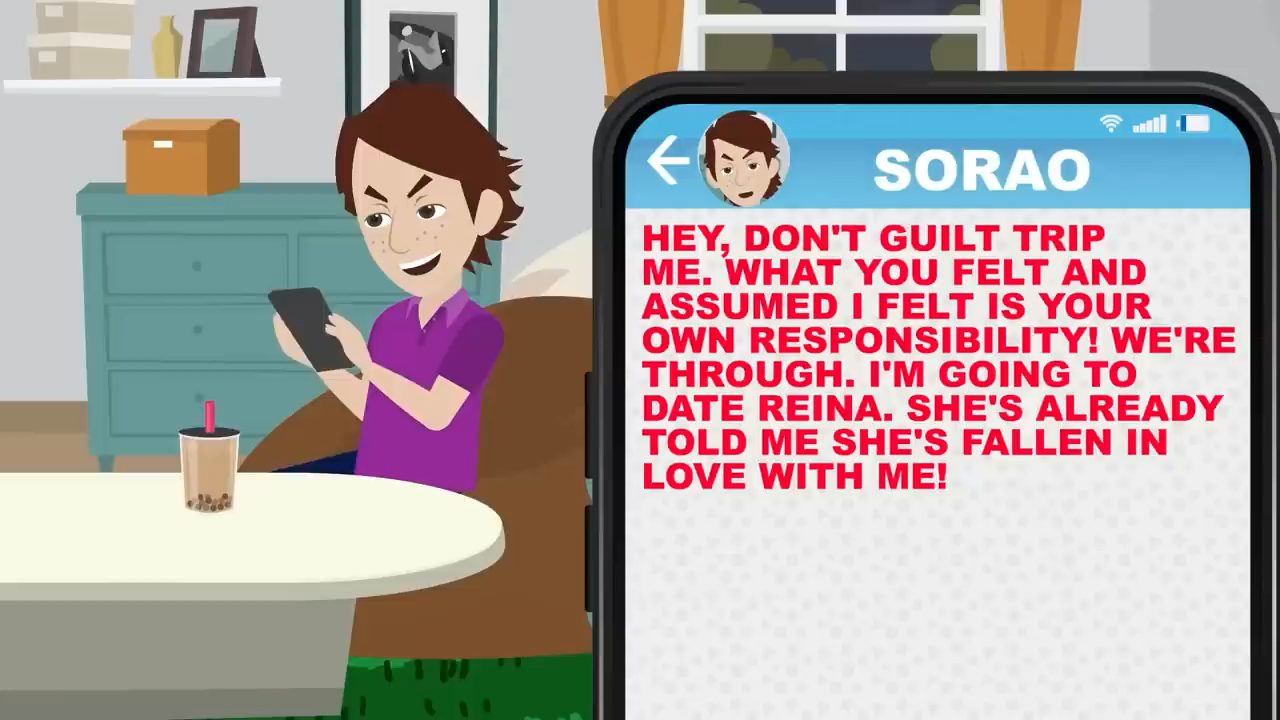 SORAO
HEY, DON'T GUILT TRIP
ME. WHAT YOU FELT AND
ASSUMED I FELT IS YOUR
OWN RESPONSIBILITY! WE'RE
THROUGH. I'M GOING TO
DATE REINA. SHE'S ALREADY
TOLD ME SHE'S FALLEN IN
LOVE WITH ME!